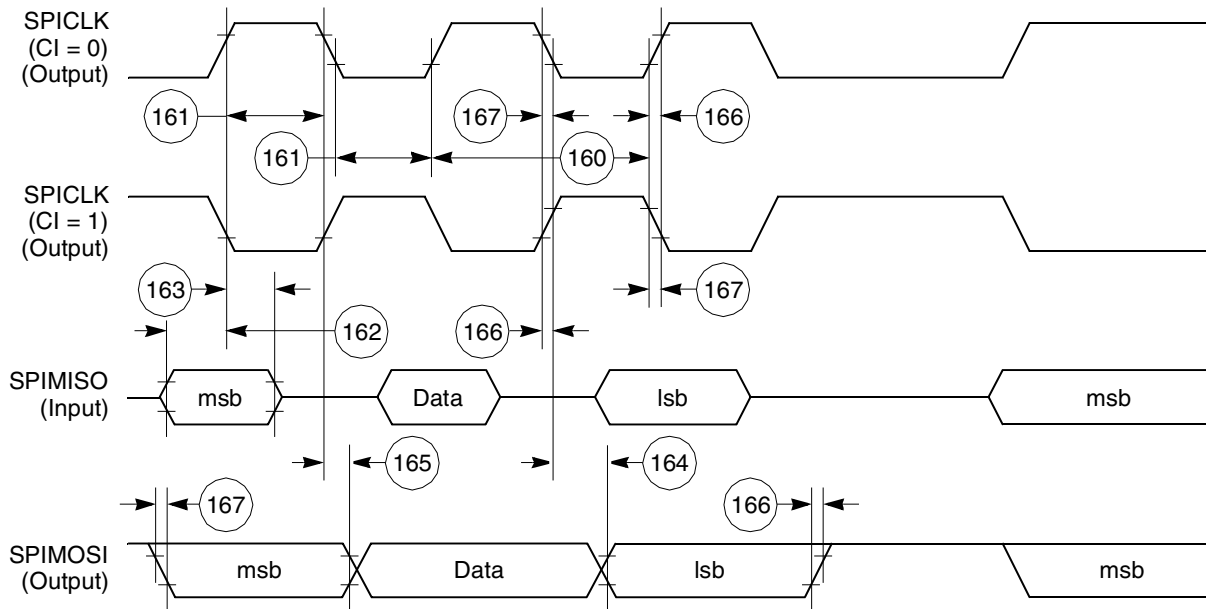 SPICLK
(CI = 0)
(Output)
161
167
166
161
160
SPICLK
(CI = 1)
(Output)
163
167
162
166
SPIMISO
(Input)
msb
Data
lsb
msb
165
164
167
166
SPIMOSI
(Output)
msb
Data
lsb
msb